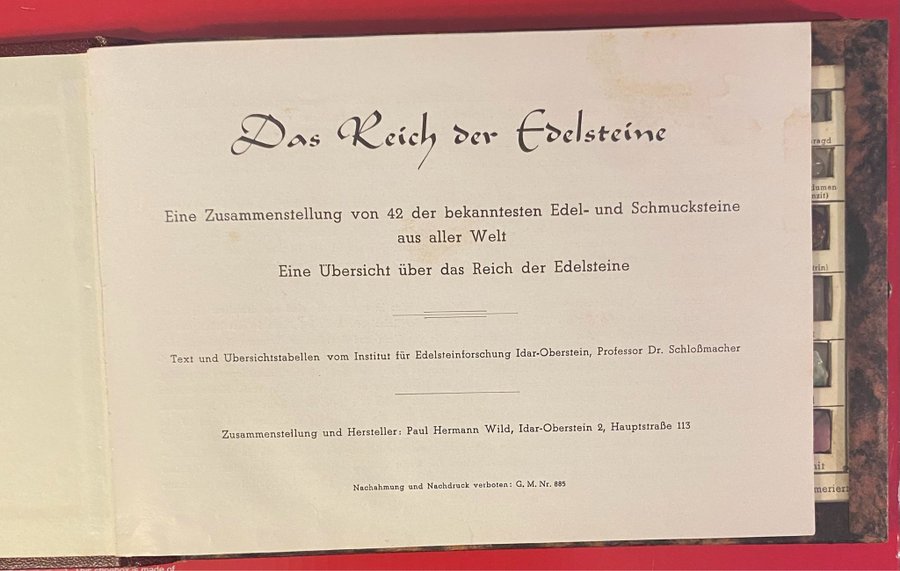 Das Reich der Edelsteine
Eine Zusammenstellung von 42 der bekanntesten Edel- und Schmucksteine
aus aller Welt
Eine Übersicht über das Reich der Edelsteine
Text und Übersichtstabellen vom Institut für Edelsteinforschung Idar-Oberstein, Professor Dr. Schloßmacher
Zusammenstellung und Hersteller: Paul Hermann Wild, Idar-Oberstein 2, Hauptstraße 113
Nachahmung und Nachdruck verboten: G. M. Nr. 885